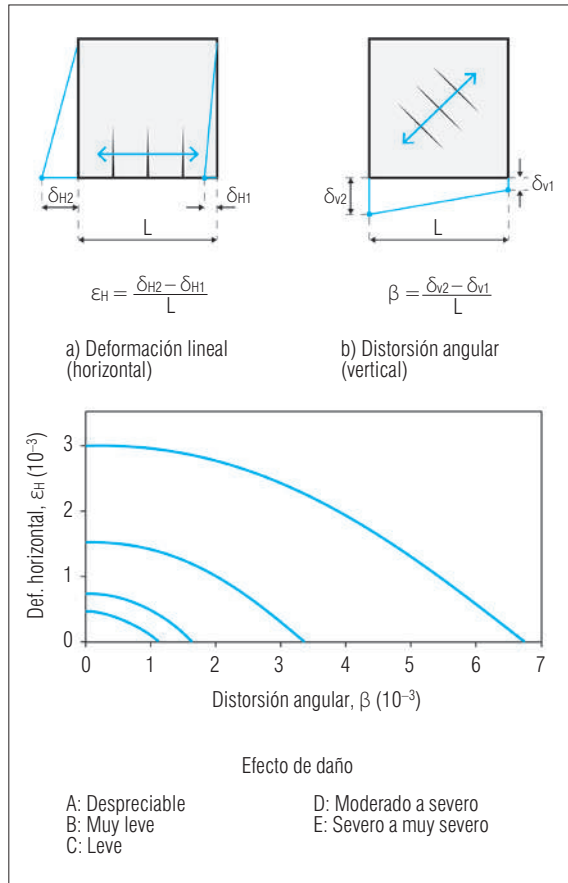 δH2
δH1
L
δv2
δv1
L
εH = δH2 − δH1 / L
β = δv2 − δv1 / L
a) Deformación lineal
(horizontal)
b) Distorsión angular
(vertical)
Def. horizontal, εH (10⁻³)
3
2
1
0
0 1 2 3 4 5 6 7
Distorsión angular, β (10⁻³)
Efecto de daño
A: Despreciable
B: Muy leve
C: Leve
D: Moderado a severo
E: Severo a muy severo